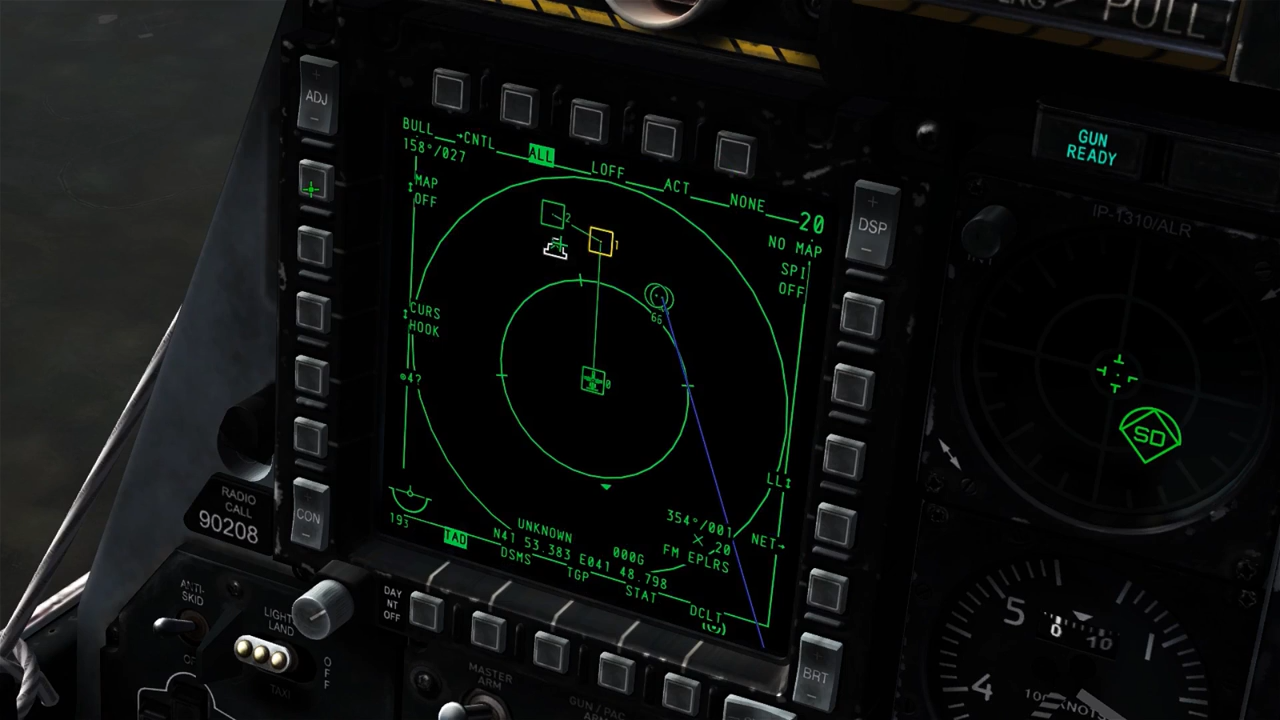 PULL
ADJ
BULL
→CNTL
ALL
LOFF
ACT
NONE
20
158°/027
MAP
OFF
NO MAP
SPI
OFF
DSP
GUN
READY
IP-1310/ALR
2
1
66
CURS
HOOK
SD
LL
RADIO
CALL
90208
CON
193
TAD
UNKNOWN
N41 53.383 E041 48.798
000G
354°/001
20
FM EPLRS
NET→
DSMS
TGP
STAT
DCLT
DAY
NT
OFF
BRT
ANTI-
SKID
LIGHT
LAND
TAXI
OFF
MASTER
ARM
5
0
10
1
4